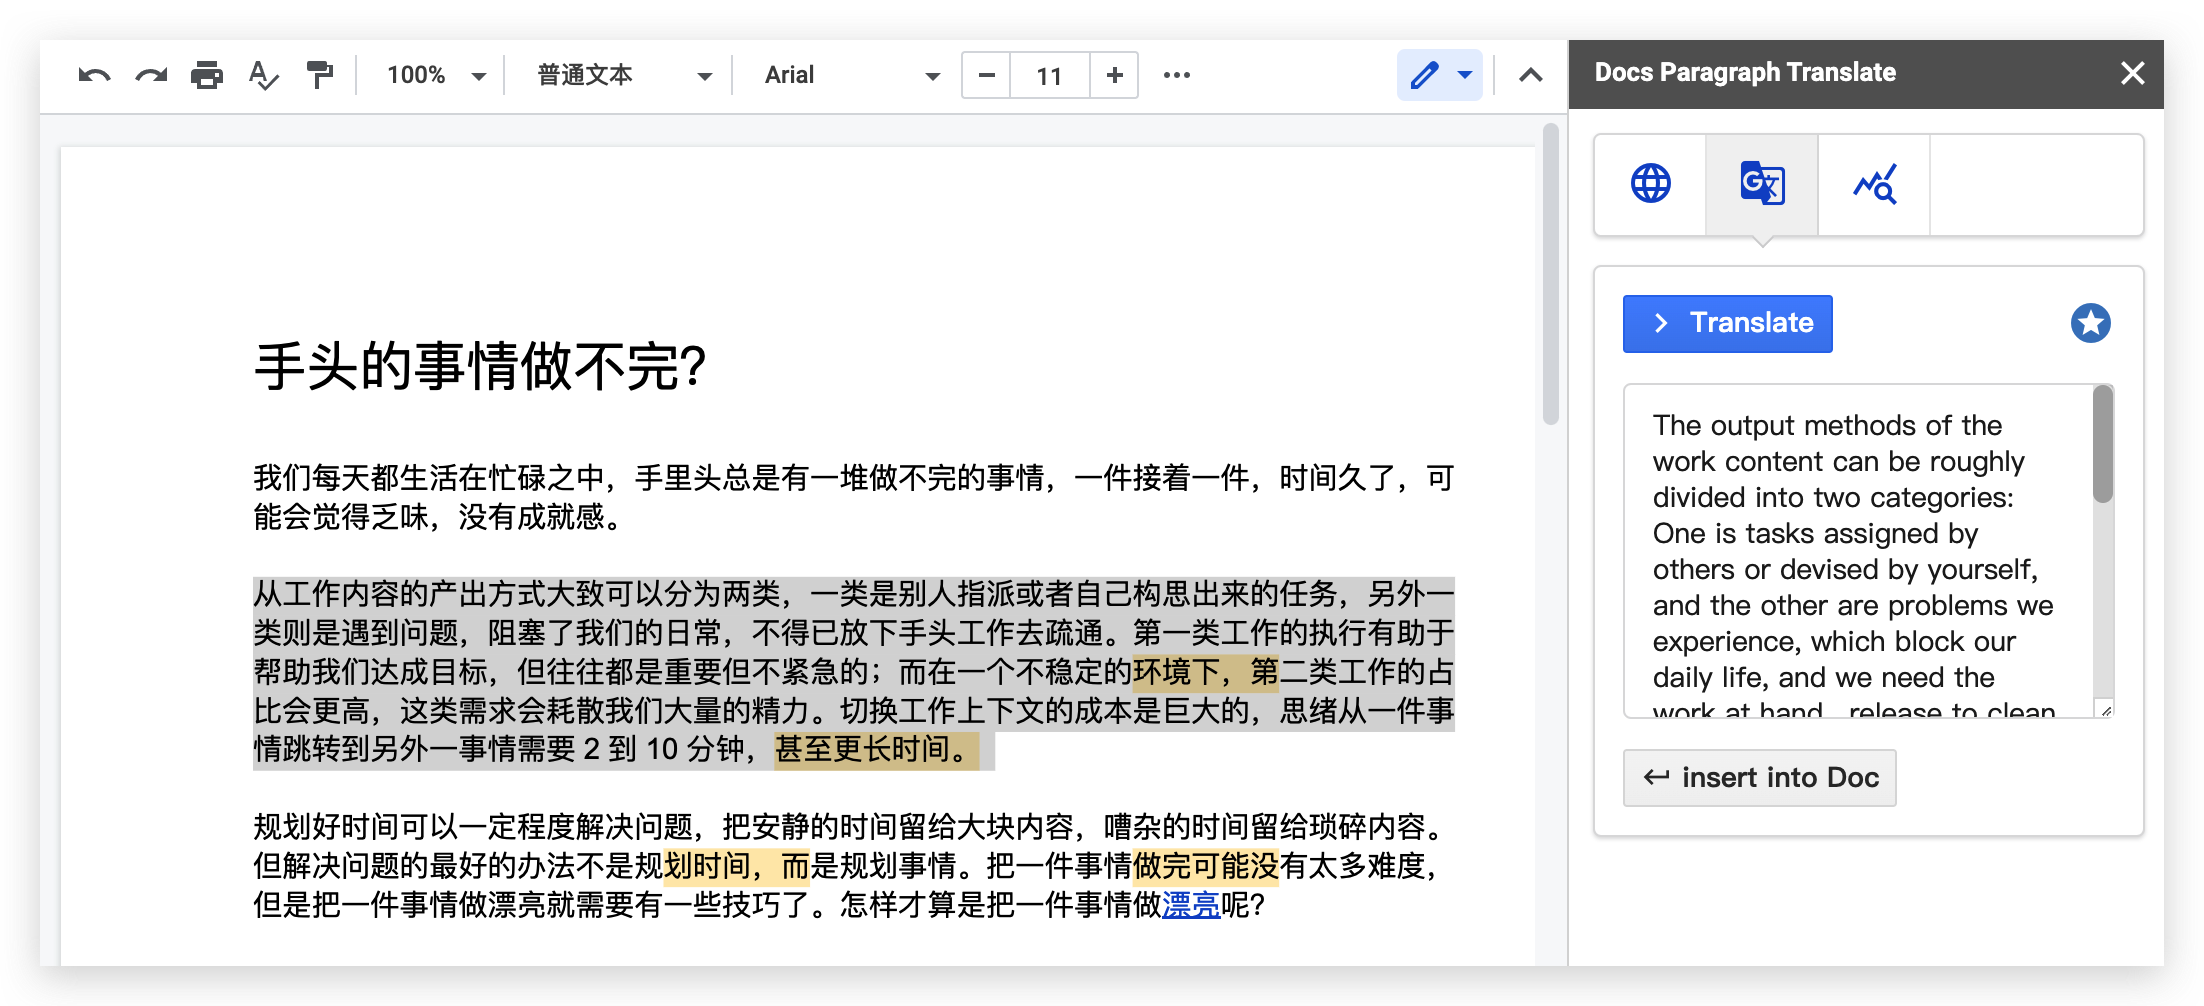 100%
普通文本
Arial
11
Docs Paragraph Translate
手头的事情做不完?
我们每天都生活在忙碌之中，手里头总是有一堆做不完的事情，一件接着一件，时间久了，可
能会觉得乏味，没有成就感。
从工作内容的产出方式大致可以分为两类，一类是别人指派或者自己构思出来的任务，另外一
类则是遇到问题，阻塞了我们的日常，不得已放下手头工作去疏通。第一类工作的执行有助于
帮助我们达成目标，但往往都是重要但不紧急的；而在一个不稳定的环境下，第二类工作的占
比会更高，这类需求会耗散我们大量的精力。切换工作上下文的成本是巨大的，思绪从一件事
情跳转到另外一事情需要 2 到 10 分钟，甚至更长时间。
规划好时间可以一定程度解决问题，把安静的时间留给大块内容，嘈杂的时间留给琐碎内容。
但解决问题的最好的办法不是规划时间，而是规划事情。把一件事情做完可能没有太多难度，
但是把一件事情做漂亮就需要有一些技巧了。怎样才算是把一件事情做漂亮呢?
Translate
The output methods of the
work content can be roughly
divided into two categories:
One is tasks assigned by
others or devised by yourself,
and the other are problems we
experience, which block our
daily life, and we need the
work at hand.. release to clean
insert into Doc